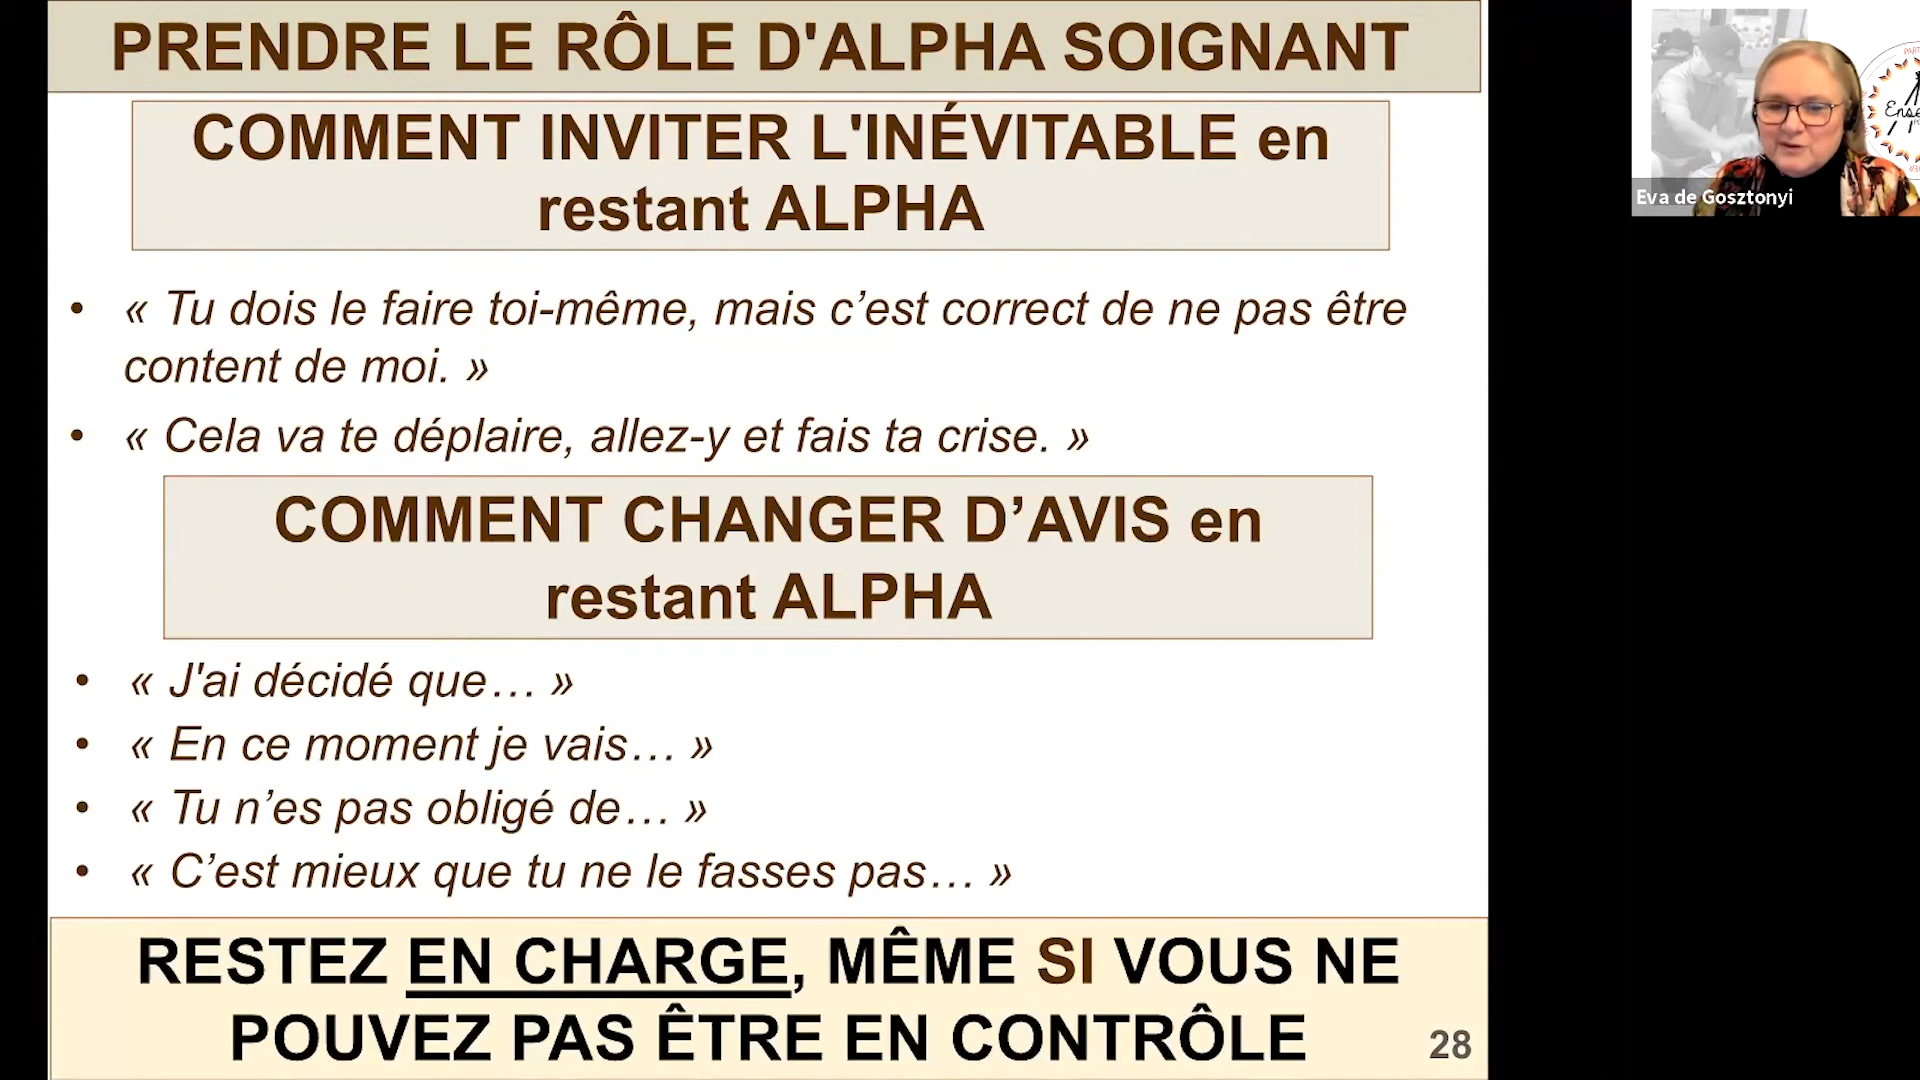 PRENDRE LE RÔLE D'ALPHA SOIGNANT
COMMENT INVITER L'INÉVITABLE en
restant ALPHA
• « Tu dois le faire toi-même, mais c’est correct de ne pas être
content de moi. »
• « Cela va te déplaire, allez-y et fais ta crise. »
COMMENT CHANGER D’AVIS en
restant ALPHA
• « J'ai décidé que… »
• « En ce moment je vais… »
• « Tu n’es pas obligé de… »
• « C’est mieux que tu ne le fasses pas… »
RESTEZ EN CHARGE, MÊME SI VOUS NE
POUVEZ PAS ÊTRE EN CONTRÔLE
28
Eva de Gosztonyi